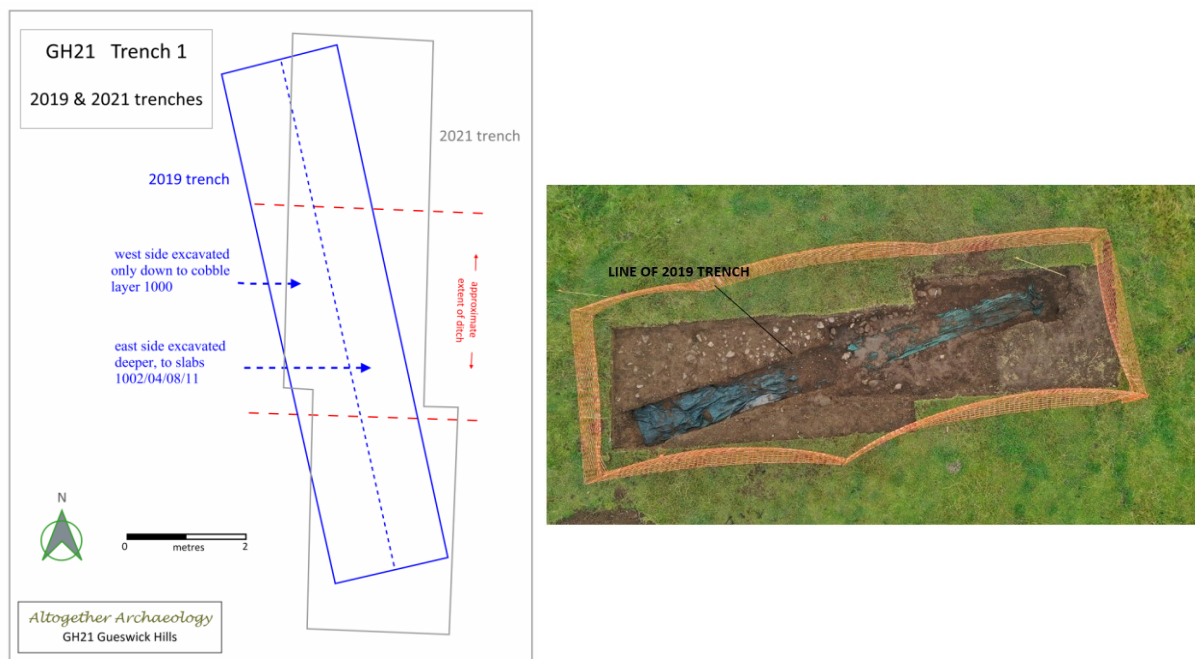 GH21 Trench 1
2019 & 2021 trenches
2021 trench
2019 trench
west side excavated
only down to cobble
layer 1000
approximate
extent of ditch
east side excavated
deeper, to slabs
1002/04/08/11
N
0 metres 2
Altogether Archaeology
GH21 Gueswick Hills
LINE OF 2019 TRENCH